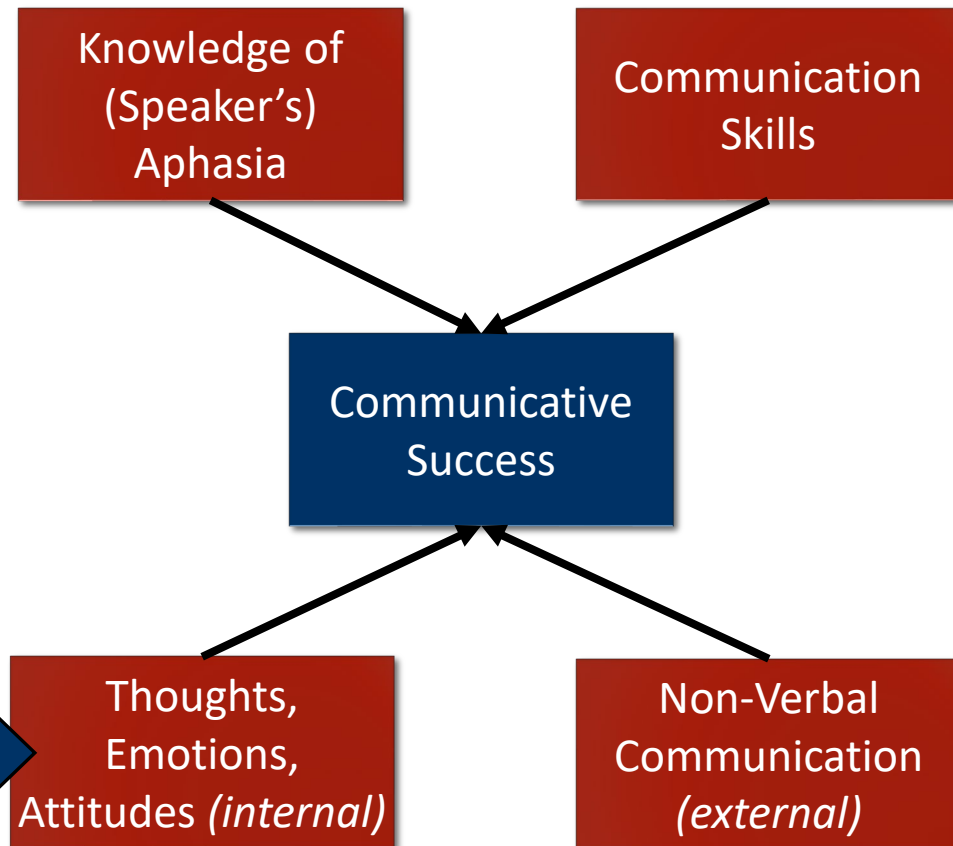 Knowledge of
(Speaker’s)
Aphasia
Communication
Skills
Communicative
Success
Thoughts,
Emotions,
Attitudes (internal)
Non-Verbal
Communication
(external)